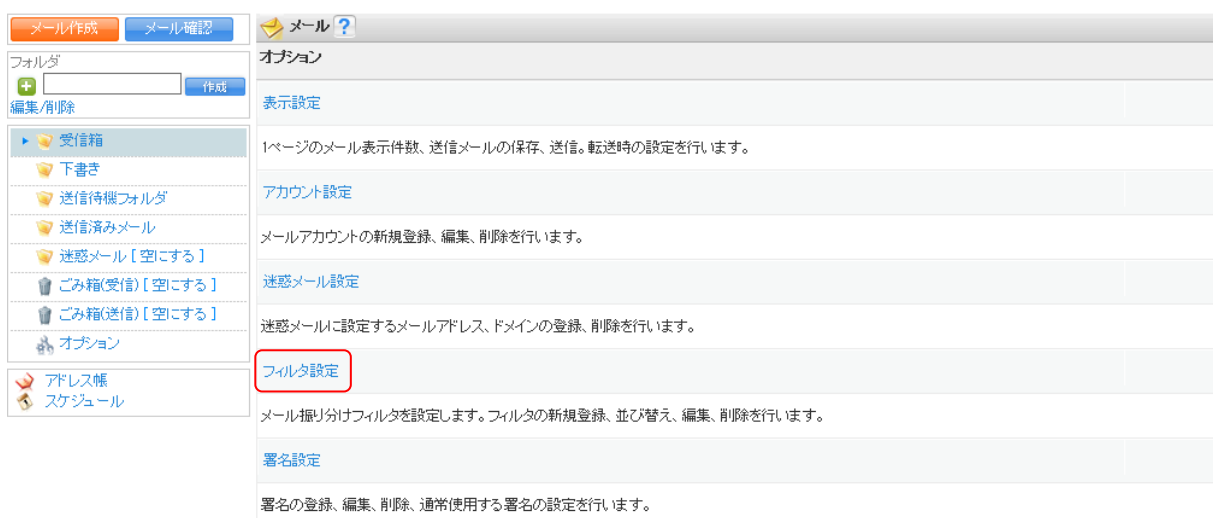 メール作成
メール確認
フォルダ
作成
編集/削除
受信箱
下書き
送信待機フォルダ
送信済みメール
迷惑メール [ 空にする ]
ごみ箱(受信) [ 空にする ]
ごみ箱(送信) [ 空にする ]
オプション
アドレス帳
スケジュール
メール ?
オプション
表示設定
1ページのメール表示件数、送信メールの保存、送信。転送時の設定を行います。
アカウント設定
メールアカウントの新規登録、編集、削除を行います。
迷惑メール設定
迷惑メールに設定するメールアドレス、ドメインの登録、削除を行います。
フィルタ設定
メール振り分けフィルタを設定します。フィルタの新規登録、並び替え、編集、削除を行います。
署名設定
署名の登録、編集、削除、通常使用する署名の設定を行います。